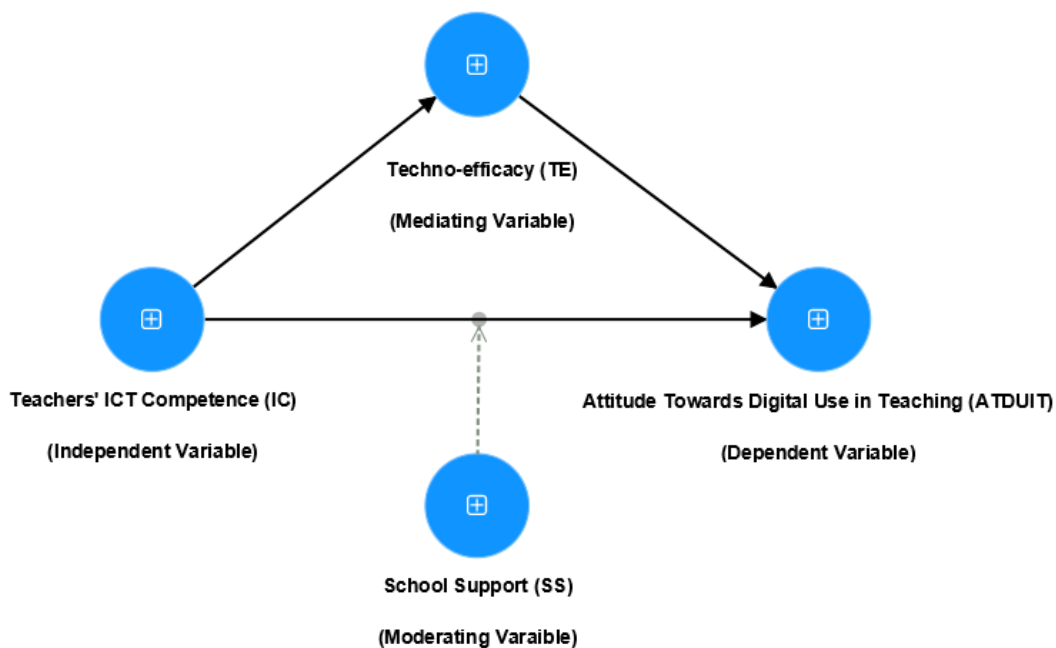 Techno-efficacy (TE)
(Mediating Variable)
Teachers' ICT Competence (IC)
(Independent Variable)
Attitude Towards Digital Use in Teaching (ATDUIT)
(Dependent Variable)
School Support (SS)
(Moderating Varaible)